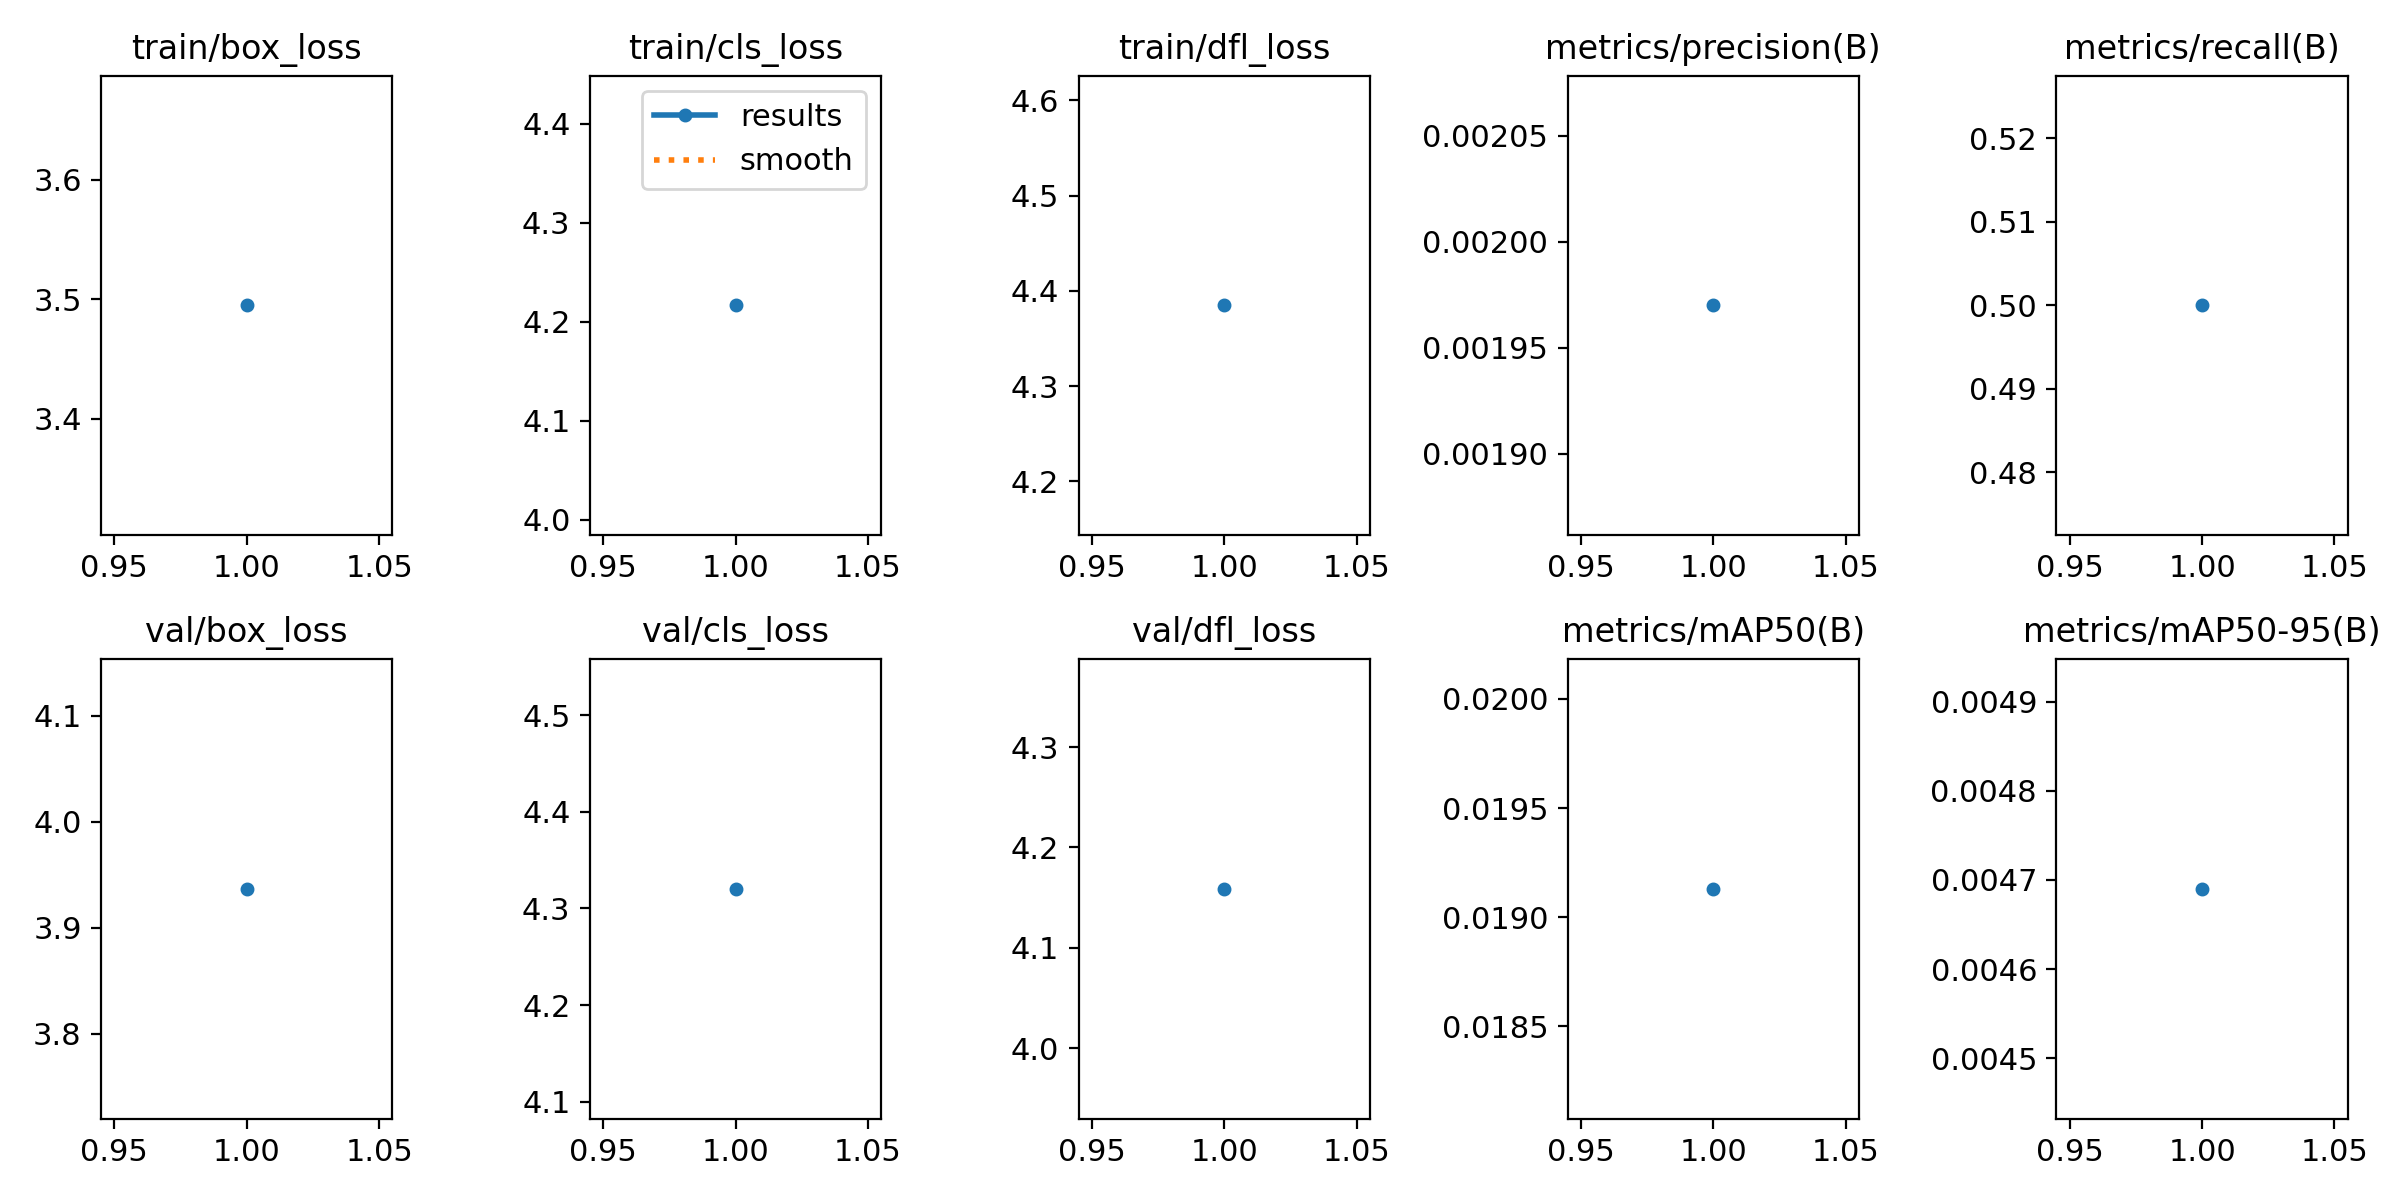 train/box_loss
3.6
3.5
3.4
0.95 1.00 1.05
train/cls_loss
results
smooth
4.4
4.3
4.2
4.1
4.0
0.95 1.00 1.05
train/dfl_loss
4.6
4.5
4.4
4.3
4.2
0.95 1.00 1.05
metrics/precision(B)
0.00205
0.00200
0.00195
0.00190
0.95 1.00 1.05
metrics/recall(B)
0.52
0.51
0.50
0.49
0.48
0.95 1.00 1.05
val/box_loss
4.1
4.0
3.9
3.8
0.95 1.00 1.05
val/cls_loss
4.5
4.4
4.3
4.2
4.1
0.95 1.00 1.05
val/dfl_loss
4.3
4.2
4.1
4.0
0.95 1.00 1.05
metrics/mAP50(B)
0.0200
0.0195
0.0190
0.0185
0.95 1.00 1.05
metrics/mAP50-95(B)
0.0049
0.0048
0.0047
0.0046
0.0045
0.95 1.00 1.05